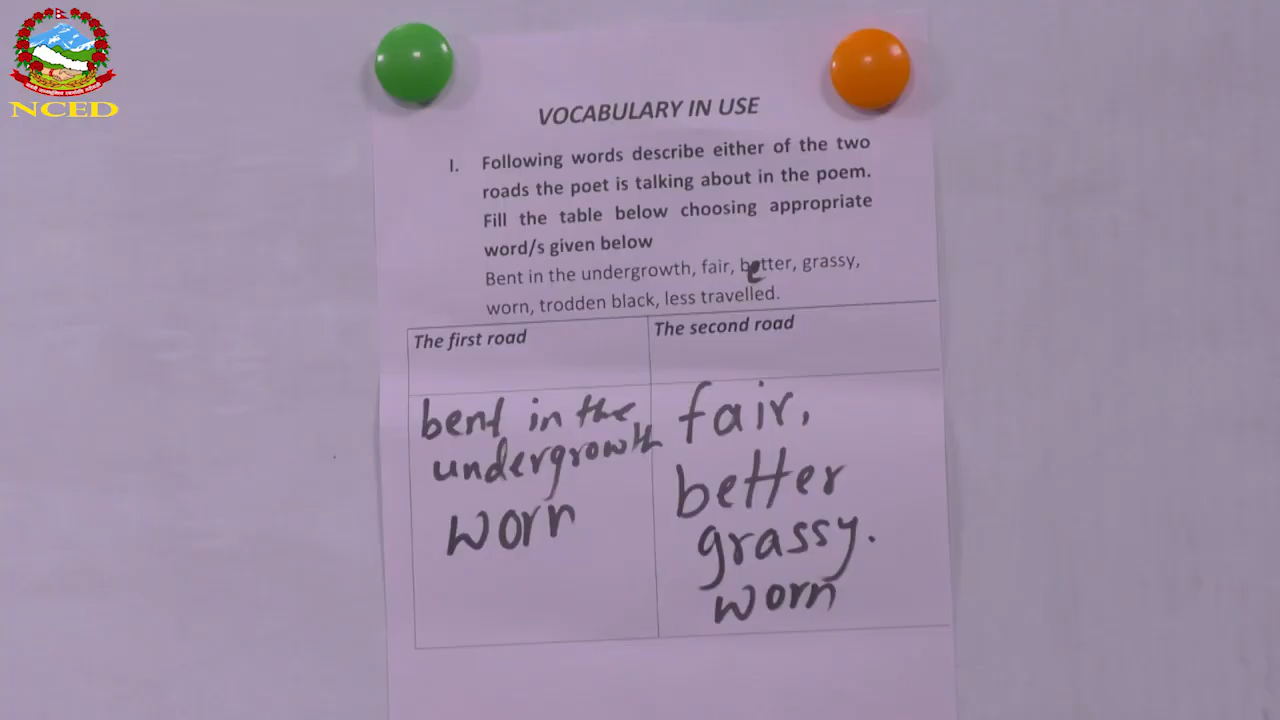 NCED
VOCABULARY IN USE
I. Following words describe either of the two
roads the poet is talking about in the poem.
Fill the table below choosing appropriate
word/s given below
Bent in the undergrowth, fair, better, grassy,
worn, trodden black, less travelled.
The first road
The second road
bent in the
undergrowth
worn
fair,
better
grassy.
worn